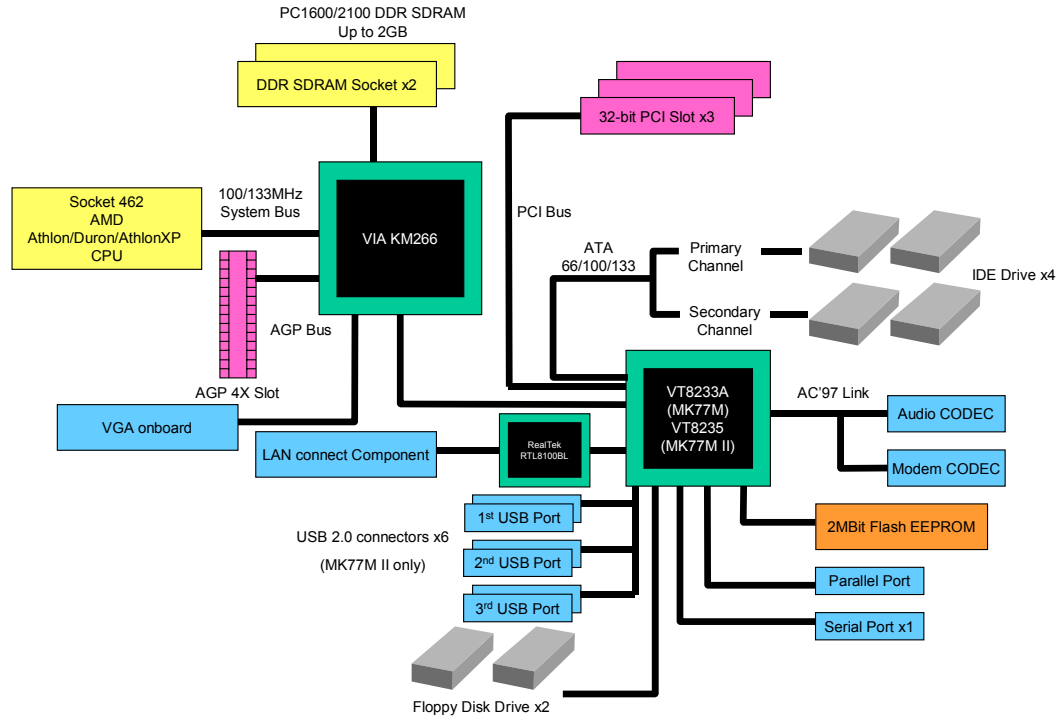 PC1600/2100 DDR SDRAM
Up to 2GB
DDR SDRAM Socket x2
32-bit PCI Slot x3
Socket 462
AMD
Athlon/Duron/AthlonXP
CPU
100/133MHz
System Bus
VIA KM266
PCI Bus
ATA
66/100/133
Primary
Channel
IDE Drive x4
Secondary
Channel
AGP Bus
AGP 4X Slot
VGA onboard
LAN connect Component
RealTek
RTL8100BL
VT8233A
(MK77M)
VT8235
(MK77M II)
AC'97 Link
Audio CODEC
Modem CODEC
2MBit Flash EEPROM
Parallel Port
Serial Port x1
USB 2.0 connectors x6
(MK77M II only)
1st USB Port
2nd USB Port
3rd USB Port
Floppy Disk Drive x2